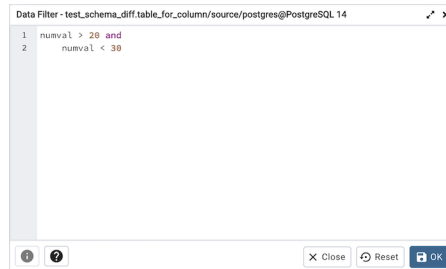 Data Filter - test_schema_diff.table_for_column/source/postgres@PostgreSQL 14
1 numval > 20 and
2     numval < 30
Close Reset OK